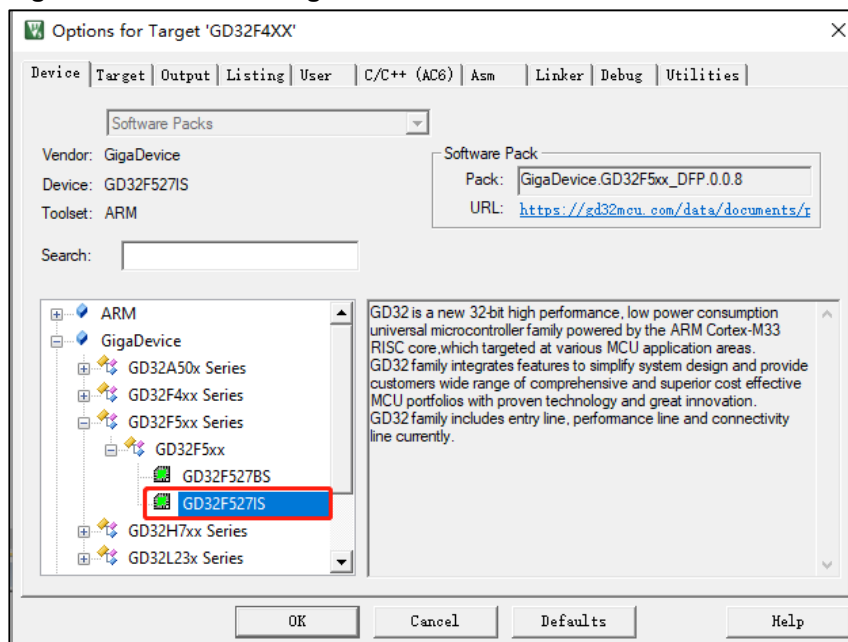 Options for Target 'GD32F4XX'
Device Target Output Listing User C/C++ (AC6) Asm Linker Debug Utilities
Software Packs
Vendor: GigaDevice
Device: GD32F527IS
Toolset: ARM
Software Pack
Pack: GigaDevice.GD32F5xx_DFP.0.0.8
URL: https://gd32mcu.com/data/documents/p
Search:
ARM
GigaDevice
GD32A50x Series
GD32F4xx Series
GD32F5xx Series
GD32F5xx
GD32F527BS
GD32F527IS
GD32H7xx Series
GD32L23x Series
GD32 is a new 32-bit high performance, low power consumption
universal microcontroller family powered by the ARM Cortex-M33
RISC core,which targeted at various MCU application areas.
GD32 family integrates features to simplify system design and provide
customers wide range of comprehensive and superior cost effective
MCU portfolios with proven technology and great innovation.
GD32 family includes entry line, performance line and connectivity
line currently.
OK Cancel Defaults Help